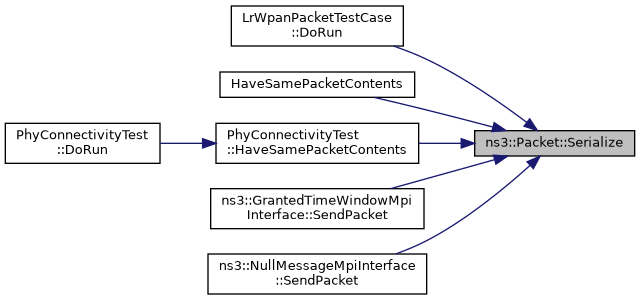 LrWpanPacketTestCase
::DoRun
HaveSamePacketContents
PhyConnectivityTest
::DoRun
PhyConnectivityTest
::HaveSamePacketContents
ns3::Packet::Serialize
ns3::GrantedTimeWindowMpi
Interface::SendPacket
ns3::NullMessageMpiInterface
::SendPacket